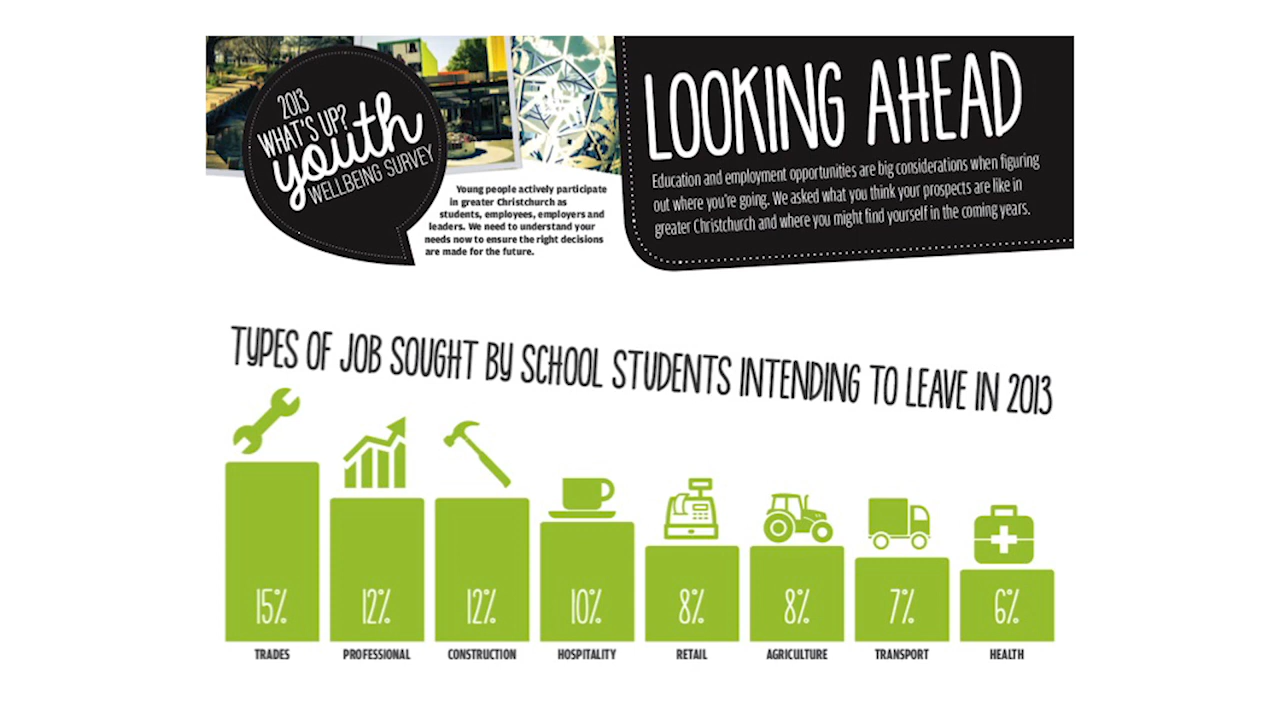 2013
WHAT'S UP?
youth
WELLBEING SURVEY
Young people actively participate
in greater Christchurch as
students, employees, employers and
leaders. We need to understand your
needs now to ensure the right decisions
are made for the future.
LOOKING AHEAD
Education and employment opportunities are big considerations when figuring
out where you're going. We asked what you think your prospects are like in
greater Christchurch and where you might find yourself in the coming years.
TYPES OF JOB SOUGHT BY SCHOOL STUDENTS INTENDING TO LEAVE IN 2013
15% 12% 12% 10% 8% 8% 7% 6%
TRADES PROFESSIONAL CONSTRUCTION HOSPITALITY RETAIL AGRICULTURE TRANSPORT HEALTH